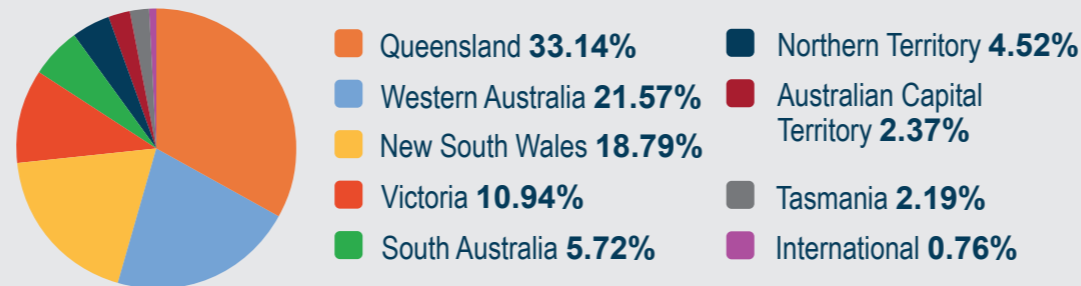 Queensland 33.14%
Western Australia 21.57%
New South Wales 18.79%
Victoria 10.94%
South Australia 5.72%
Northern Territory 4.52%
Australian Capital
Territory 2.37%
Tasmania 2.19%
International 0.76%